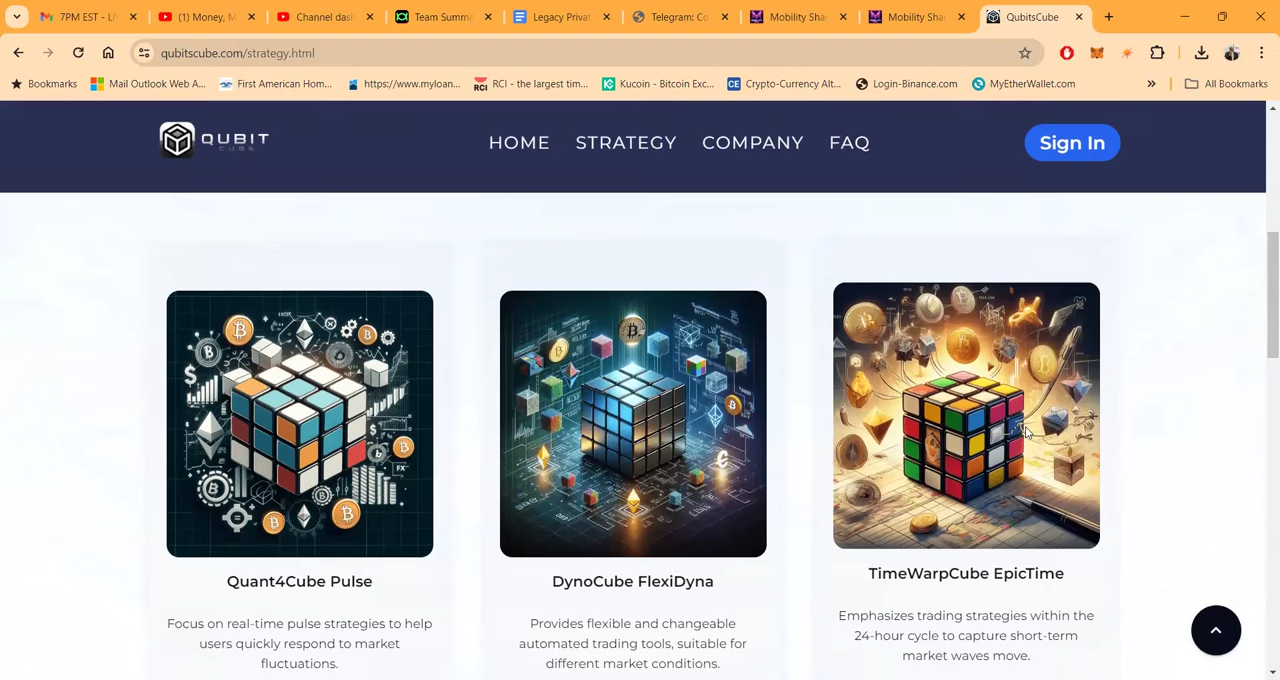 7PM EST - LI
(1) Money, M
Channel dash
Team Summa
Legacy Privat
Telegram: Co
Mobility Sha
Mobility Sha
QubitsCube
qubitscube.com/strategy.html
Bookmarks
Mail Outlook Web A...
First American Hom...
https://www.myloan...
RCI - the largest tim...
Kucoin - Bitcoin Exc...
Crypto-Currency Alt...
Login-Binance.com
MyEtherWallet.com
All Bookmarks
QUBIT
CUBE
HOME
STRATEGY
COMPANY
FAQ
Sign In
Quant4Cube Pulse
Focus on real-time pulse strategies to help
users quickly respond to market
fluctuations.
DynoCube FlexiDyna
Provides flexible and changeable
automated trading tools, suitable for
different market conditions.
TimeWarpCube EpicTime
Emphasizes trading strategies within the
24-hour cycle to capture short-term
market waves move.